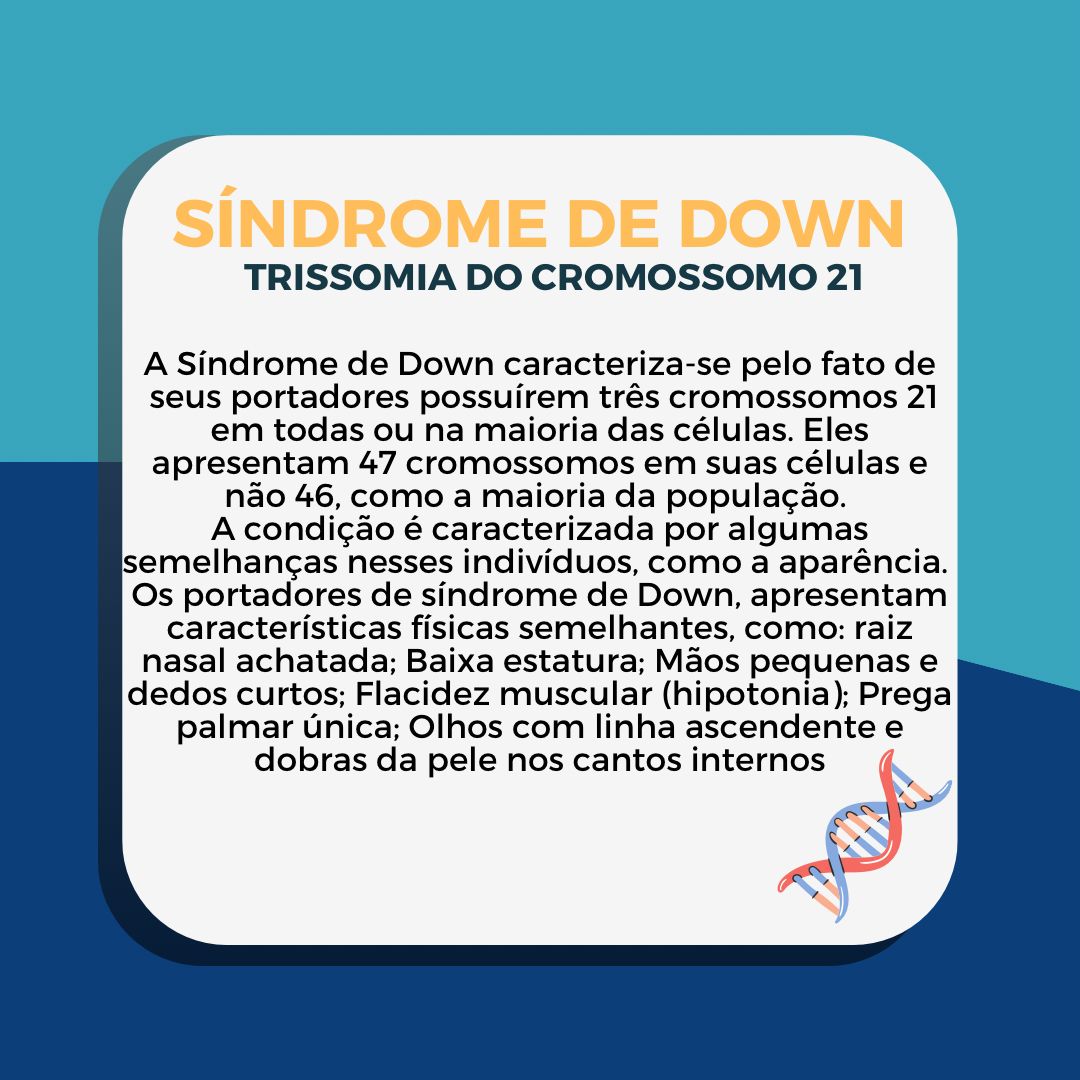 SÍNDROME DE DOWN
TRISSOMIA DO CROMOSSOMO 21
A Síndrome de Down caracteriza-se pelo fato de
seus portadores possuírem três cromossomos 21
em todas ou na maioria das células. Eles
apresentam 47 cromossomos em suas células e
não 46, como a maioria da população.
A condição é caracterizada por algumas
semelhanças nesses indivíduos, como a aparência.
Os portadores de síndrome de Down, apresentam
características físicas semelhantes, como: raiz
nasal achatada; Baixa estatura; Mãos pequenas e
dedos curtos; Flacidez muscular (hipotonia); Prega
palmar única; Olhos com linha ascendente e
dobras da pele nos cantos internos